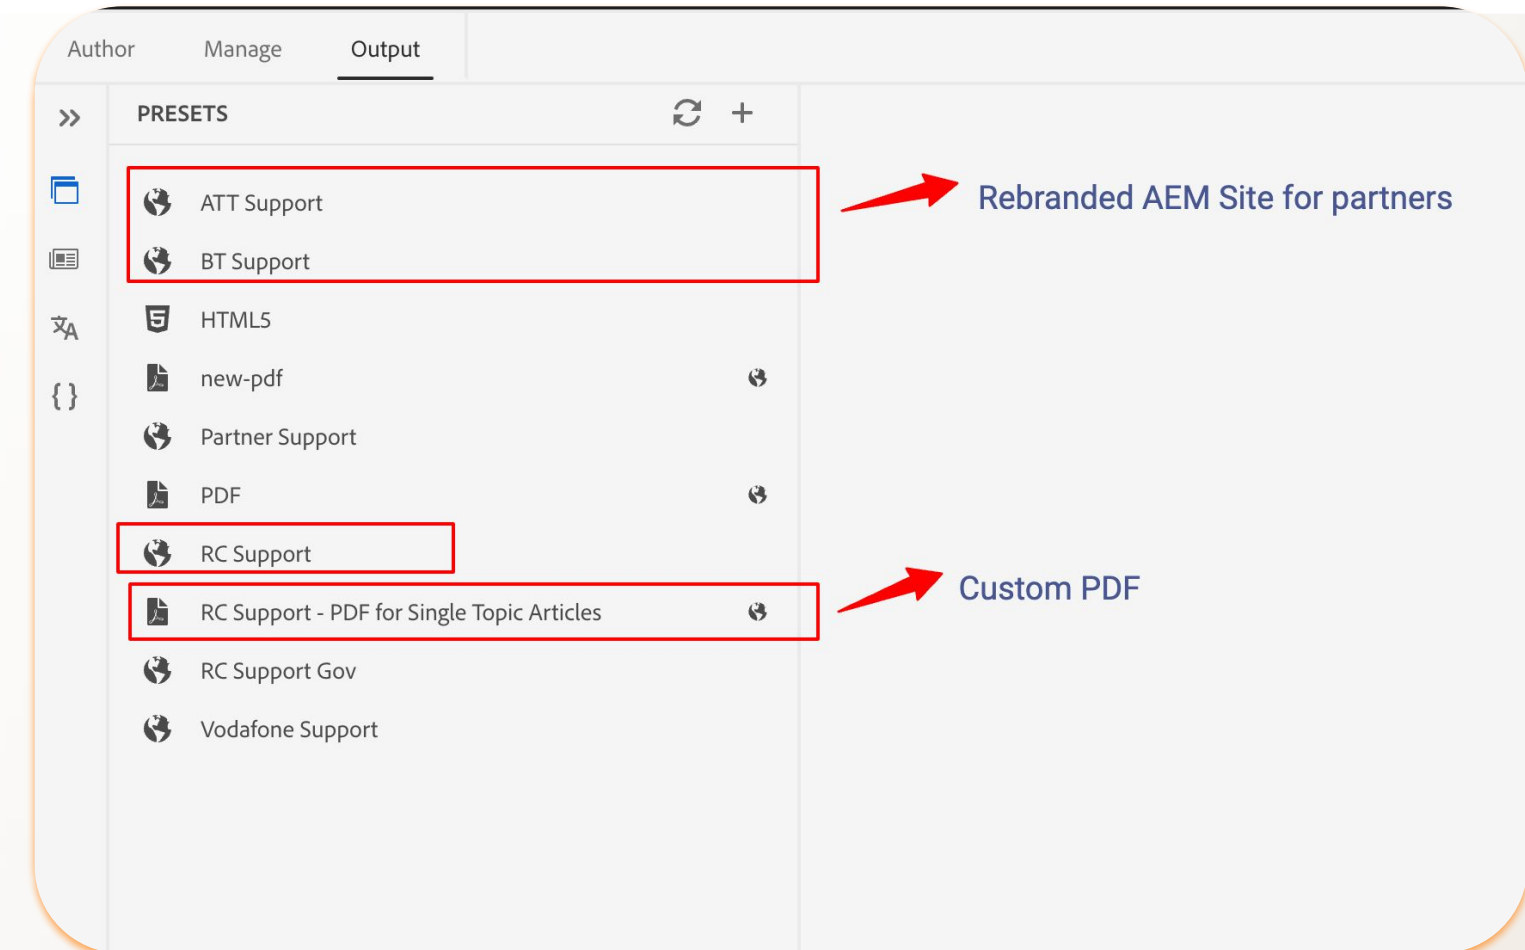 Author Manage Output
PRESETS
ATT Support
Rebranded AEM Site for partners
BT Support
HTML5
new-pdf
Partner Support
PDF
RC Support
Custom PDF
RC Support - PDF for Single Topic Articles
RC Support Gov
Vodafone Support